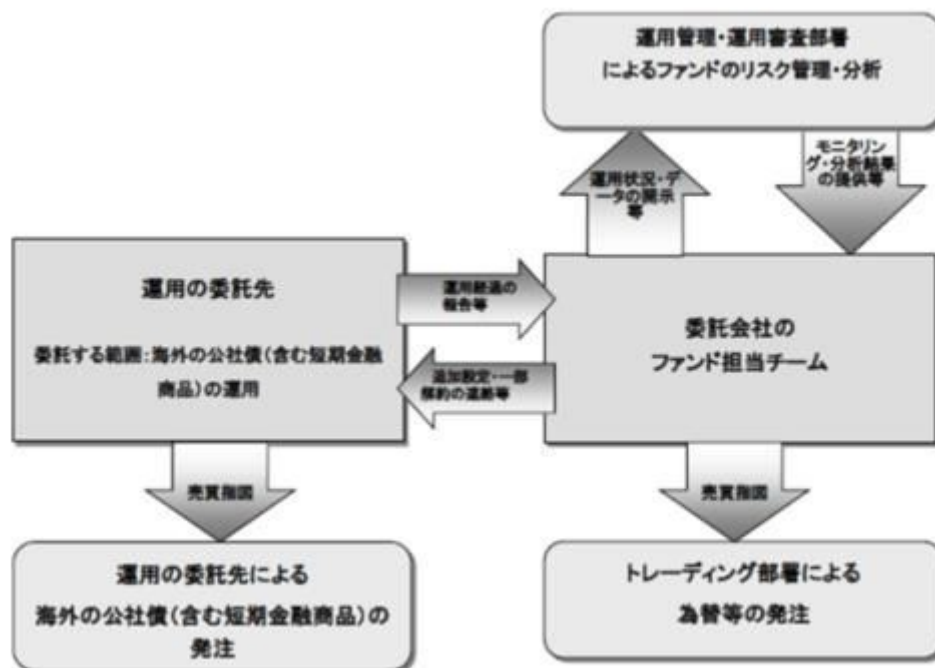 運用管理・運用審査部署
によるファンドのリスク管理・分析
運用状況・デ
ータの開示
等
モニタリン
グ・分析結果
の提供等
運用の委託先
委託する範囲:海外の公社債(含む短期金融
商品)の運用
運用経過の
報告等
追加設定・一部
解約の連絡等
委託会社の
ファンド担当チーム
売買指図
売買指図
運用の委託先による
海外の公社債(含む短期金融商品)の
発注
トレーディング部署による
為替等の発注